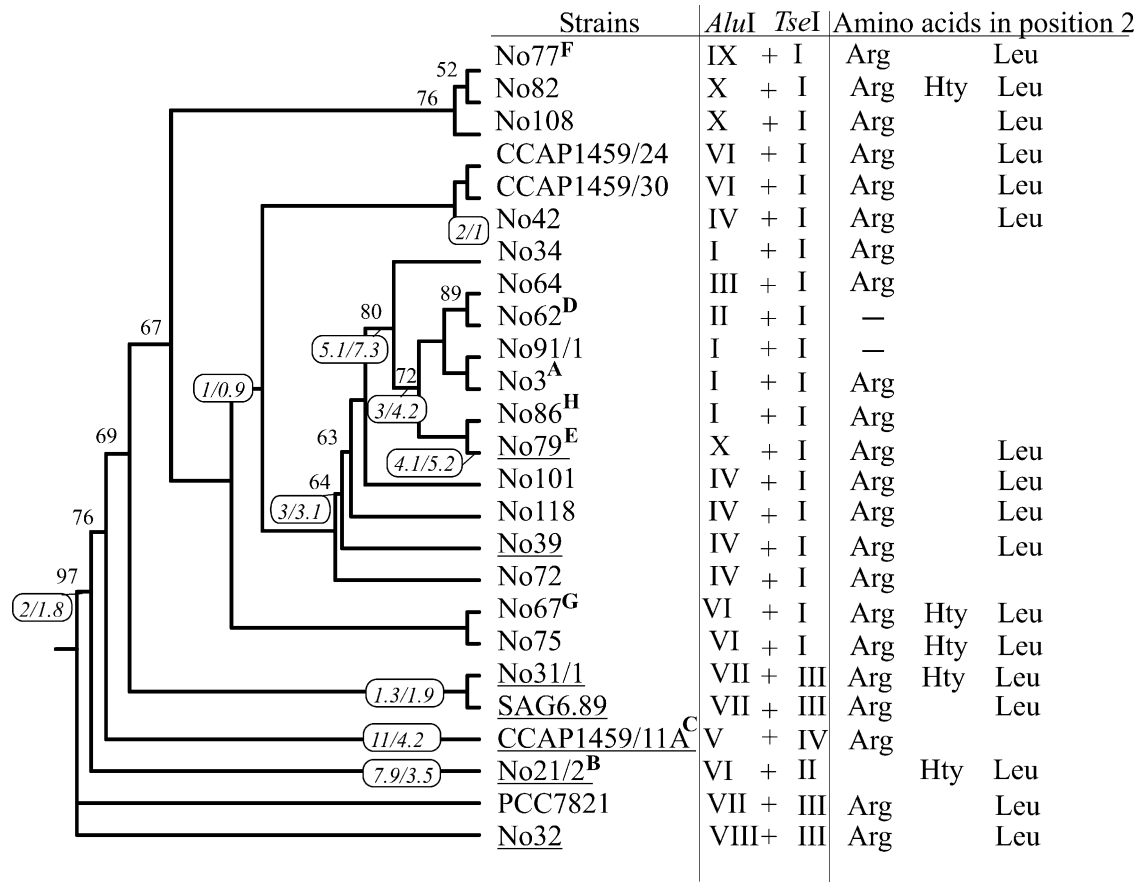 Strains AluI TseI Amino acids in position 2
No77F IX + I Arg Leu
52
No82 X + I Arg Hty Leu
76
No108 X + I Arg Leu
CCAP1459/24 VI + I Arg Leu
CCAP1459/30 VI + I Arg Leu
No42 IV + I Arg Leu
2/1
No34 I + I Arg
No64 III + I Arg
89
No62D II + I –
80
67
5.1/7.3
No91/1 I + I –
72
No3A I + I Arg
1/0.9
3/4.2
No86H I + I Arg
69
63
No79E X + I Arg Leu
4.1/5.2
No101 IV + I Arg Leu
64
3/3.1
No118 IV + I Arg Leu
76
No39 IV + I Arg Leu
97
No72 IV + I Arg
2/1.8
No67G VI + I Arg Hty Leu
No75 VI + I Arg Hty Leu
No31/1 VII + III Arg Hty Leu
1.3/1.9
SAG6.89 VII + III Arg Leu
11/4.2
CCAP1459/11AC V + IV Arg
7.9/3.5
No21/2B VI + II Hty Leu
PCC7821 VII + III Arg Leu
No32 VIII + III Arg Leu